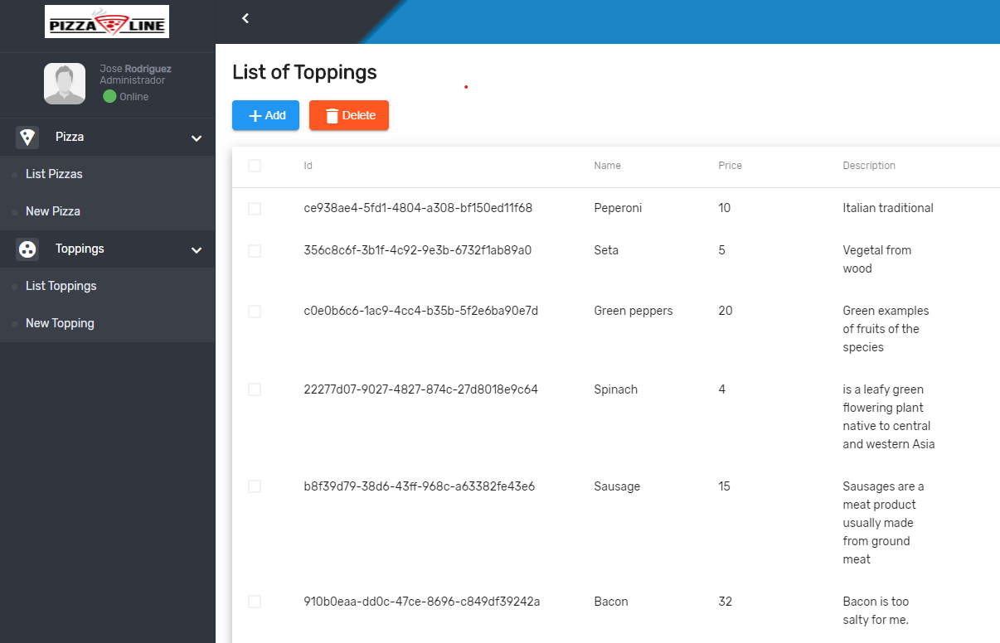 PIZZA LINE
Jose Rodriguez
Administrador
Online
Pizza
List Pizzas
New Pizza
Toppings
List Toppings
New Topping
List of Toppings
Add Delete
Id Name Price Description
ce938ae4-5fd1-4804-a308-bf150ed11f68 Peperoni 10 Italian traditional
356c8c6f-3b1f-4c92-9e3b-6732f1ab89a0 Seta 5 Vegetal from
wood
c0e0b6c6-1ac9-4cc4-b35b-5f2e6ba90e7d Green peppers 20 Green examples
of fruits of the
species
22277d07-9027-4827-874c-27d8018e9c64 Spinach 4 is a leafy green
flowering plant
native to central
and western Asia
b8f39d79-38d6-43ff-968c-a63382fe43e6 Sausage 15 Sausages are a
meat product
usually made
from ground
meat
910b0eaa-dd0c-47ce-8696-c849df39242a Bacon 32 Bacon is too
salty for me.